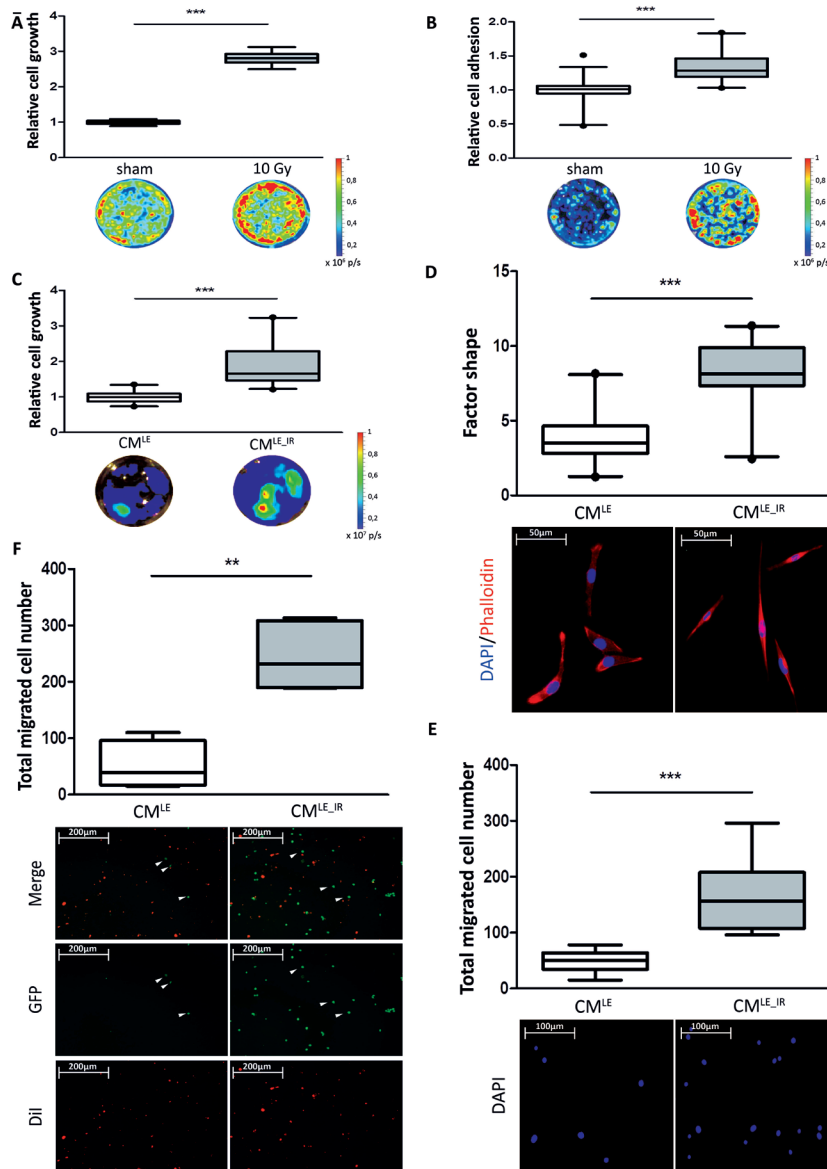 A
***
Relative cell growth
4
3
2
1
0
sham
10 Gy
1
0,8
0,6
0,4
0,2
x 10⁶ p/s
B
***
Relative cell adhesion
2.0
1.5
1.0
0.5
0.0
sham
10 Gy
1
0,8
0,6
0,4
0,2
x 10⁶ p/s
C
***
Relative cell growth
4
3
2
1
0
CM^LE
CM^LE_IR
1
0,8
0,6
0,4
0,2
x 10⁷ p/s
D
***
Factor shape
15
10
5
0
CM^LE
CM^LE_IR
50µm
50µm
DAPI/Phalloidin
F
**
Total migrated cell number
400
300
200
100
0
CM^LE
CM^LE_IR
200µm
200µm
Merge
200µm
200µm
GFP
200µm
200µm
DiI
E
***
Total migrated cell number
400
300
200
100
0
CM^LE
CM^LE_IR
100µm
100µm
DAPI